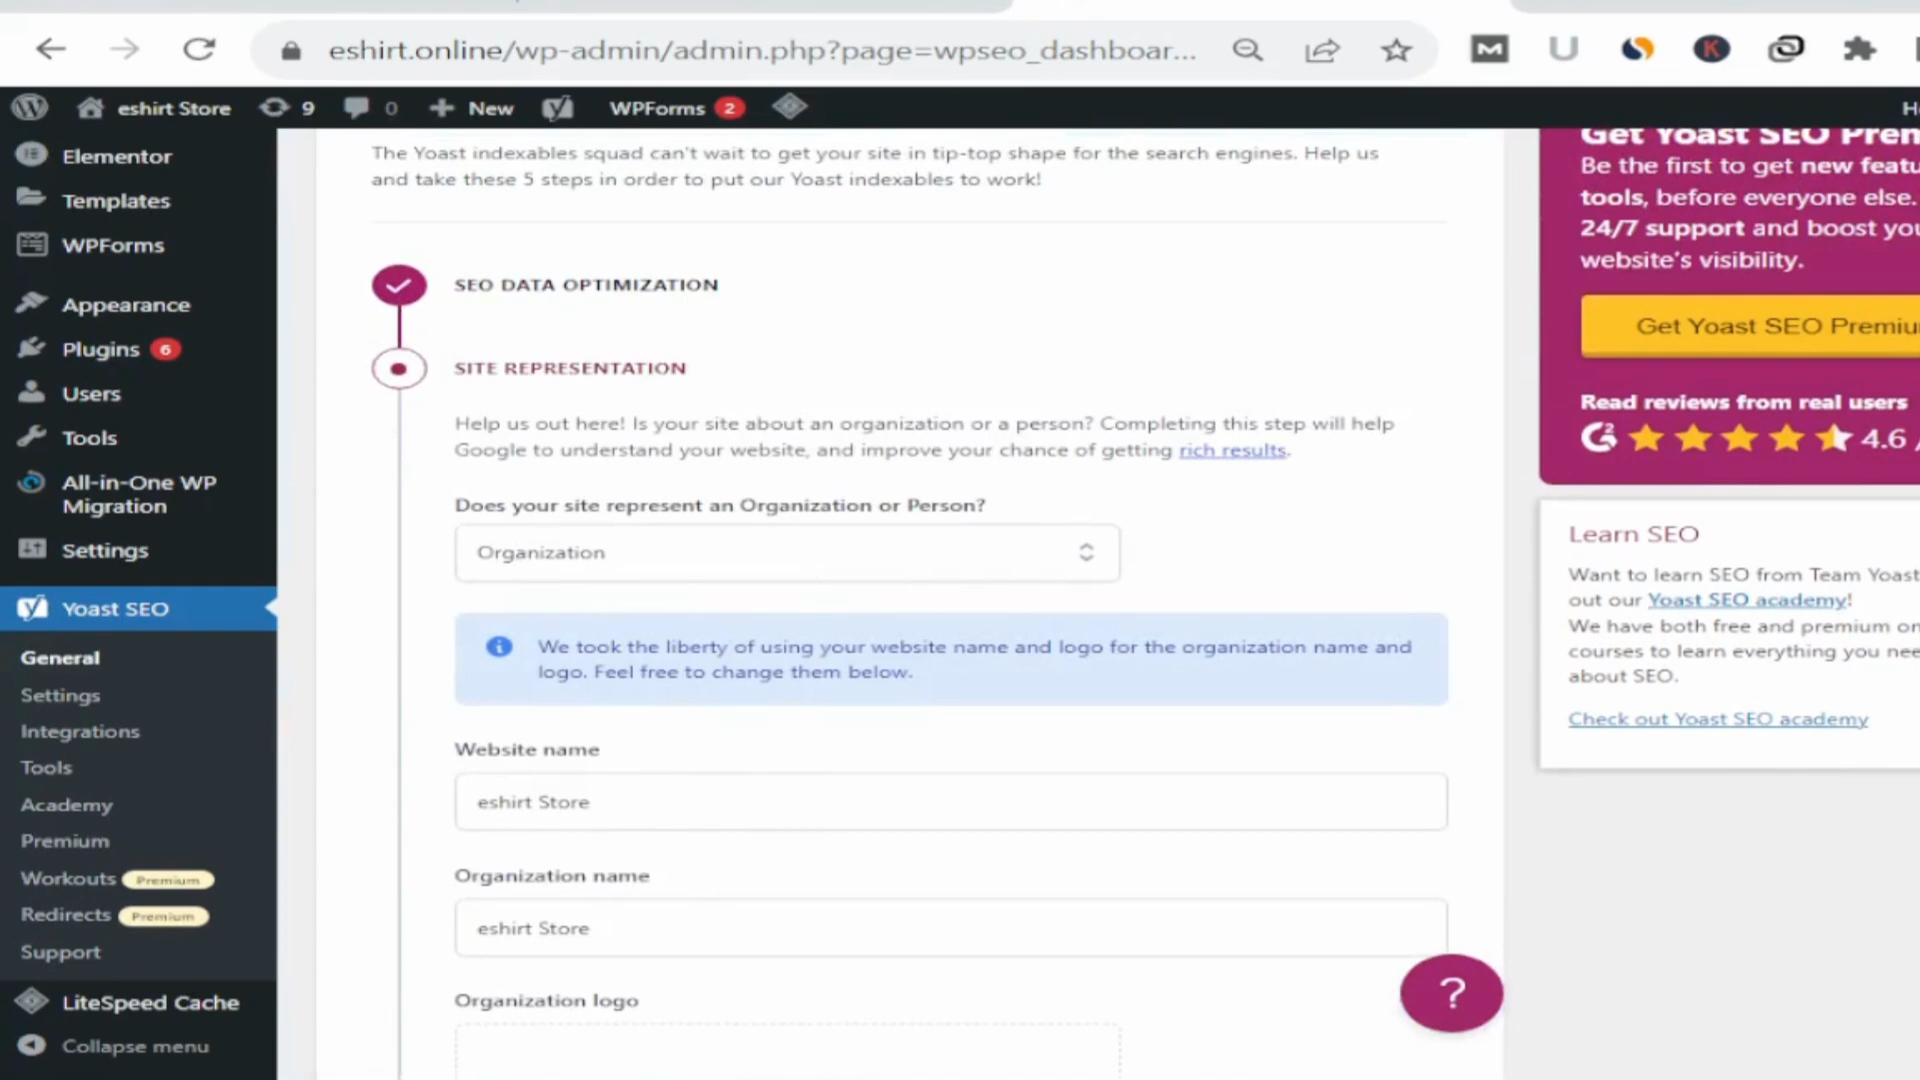 eshirt.online/wp-admin/admin.php?page=wpseo_dashboar...
eshirt Store 9 0 New WPForms 2
Elementor
Templates
WPForms
Appearance
Plugins 6
Users
Tools
All-in-One WP
Migration
Settings
Yoast SEO
General
Settings
Integrations
Tools
Academy
Premium
Workouts Premium
Redirects Premium
Support
LiteSpeed Cache
Collapse menu
The Yoast indexables squad can't wait to get your site in tip-top shape for the search engines. Help us
and take these 5 steps in order to put our Yoast indexables to work!
SEO DATA OPTIMIZATION
SITE REPRESENTATION
Help us out here! Is your site about an organization or a person? Completing this step will help
Google to understand your website, and improve your chance of getting rich results.
Does your site represent an Organization or Person?
Organization
We took the liberty of using your website name and logo for the organization name and
logo. Feel free to change them below.
Website name
eshirt Store
Organization name
eshirt Store
Organization logo
?
Get Yoast SEO Prem
Be the first to get new featu
tools, before everyone else.
24/7 support and boost you
website's visibility.
Get Yoast SEO Premiu
Read reviews from real users
4.6 /
Learn SEO
Want to learn SEO from Team Yoast
out our Yoast SEO academy!
We have both free and premium on
courses to learn everything you nee
about SEO.
Check out Yoast SEO academy